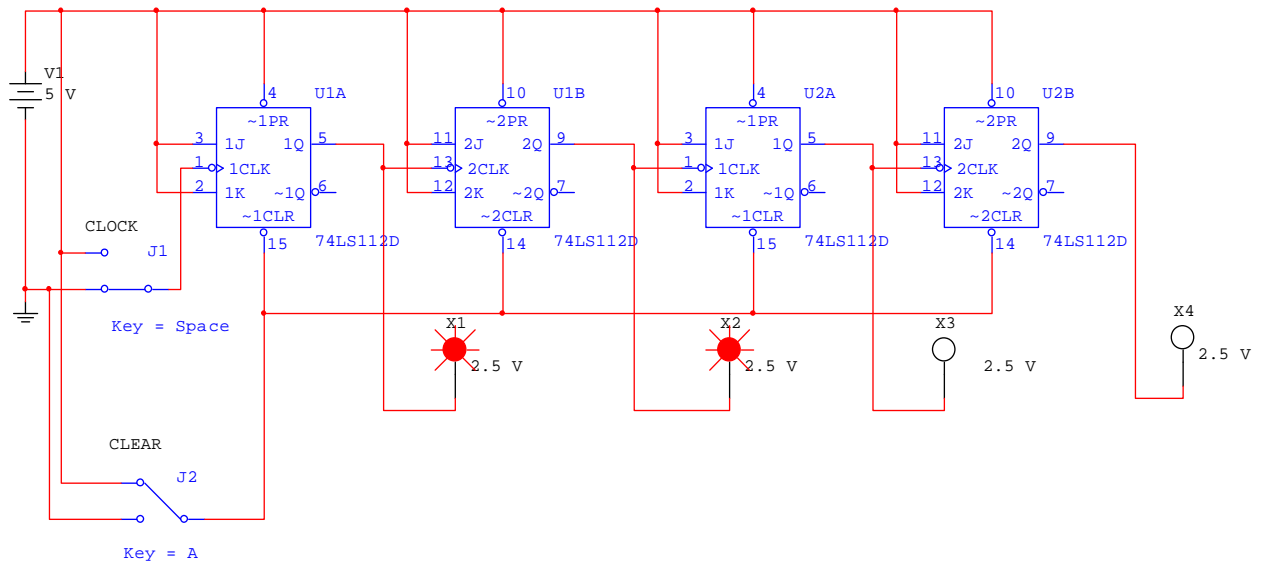 V1
5 V
4 U1A
~1PR
3 1J 1Q 5
1 1CLK
2 1K ~1Q 6
~1CLR
15 74LS112D
10 U1B
~2PR
11 2J 2Q 9
13 2CLK
12 2K ~2Q 7
~2CLR
14 74LS112D
4 U2A
~1PR
3 1J 1Q 5
1 1CLK
2 1K ~1Q 6
~1CLR
15 74LS112D
10 U2B
~2PR
11 2J 2Q 9
13 2CLK
12 2K ~2Q 7
~2CLR
14 74LS112D
CLOCK
J1
Key = Space
X1
2.5 V
X2
2.5 V
X3
2.5 V
X4
2.5 V
CLEAR
J2
Key = A